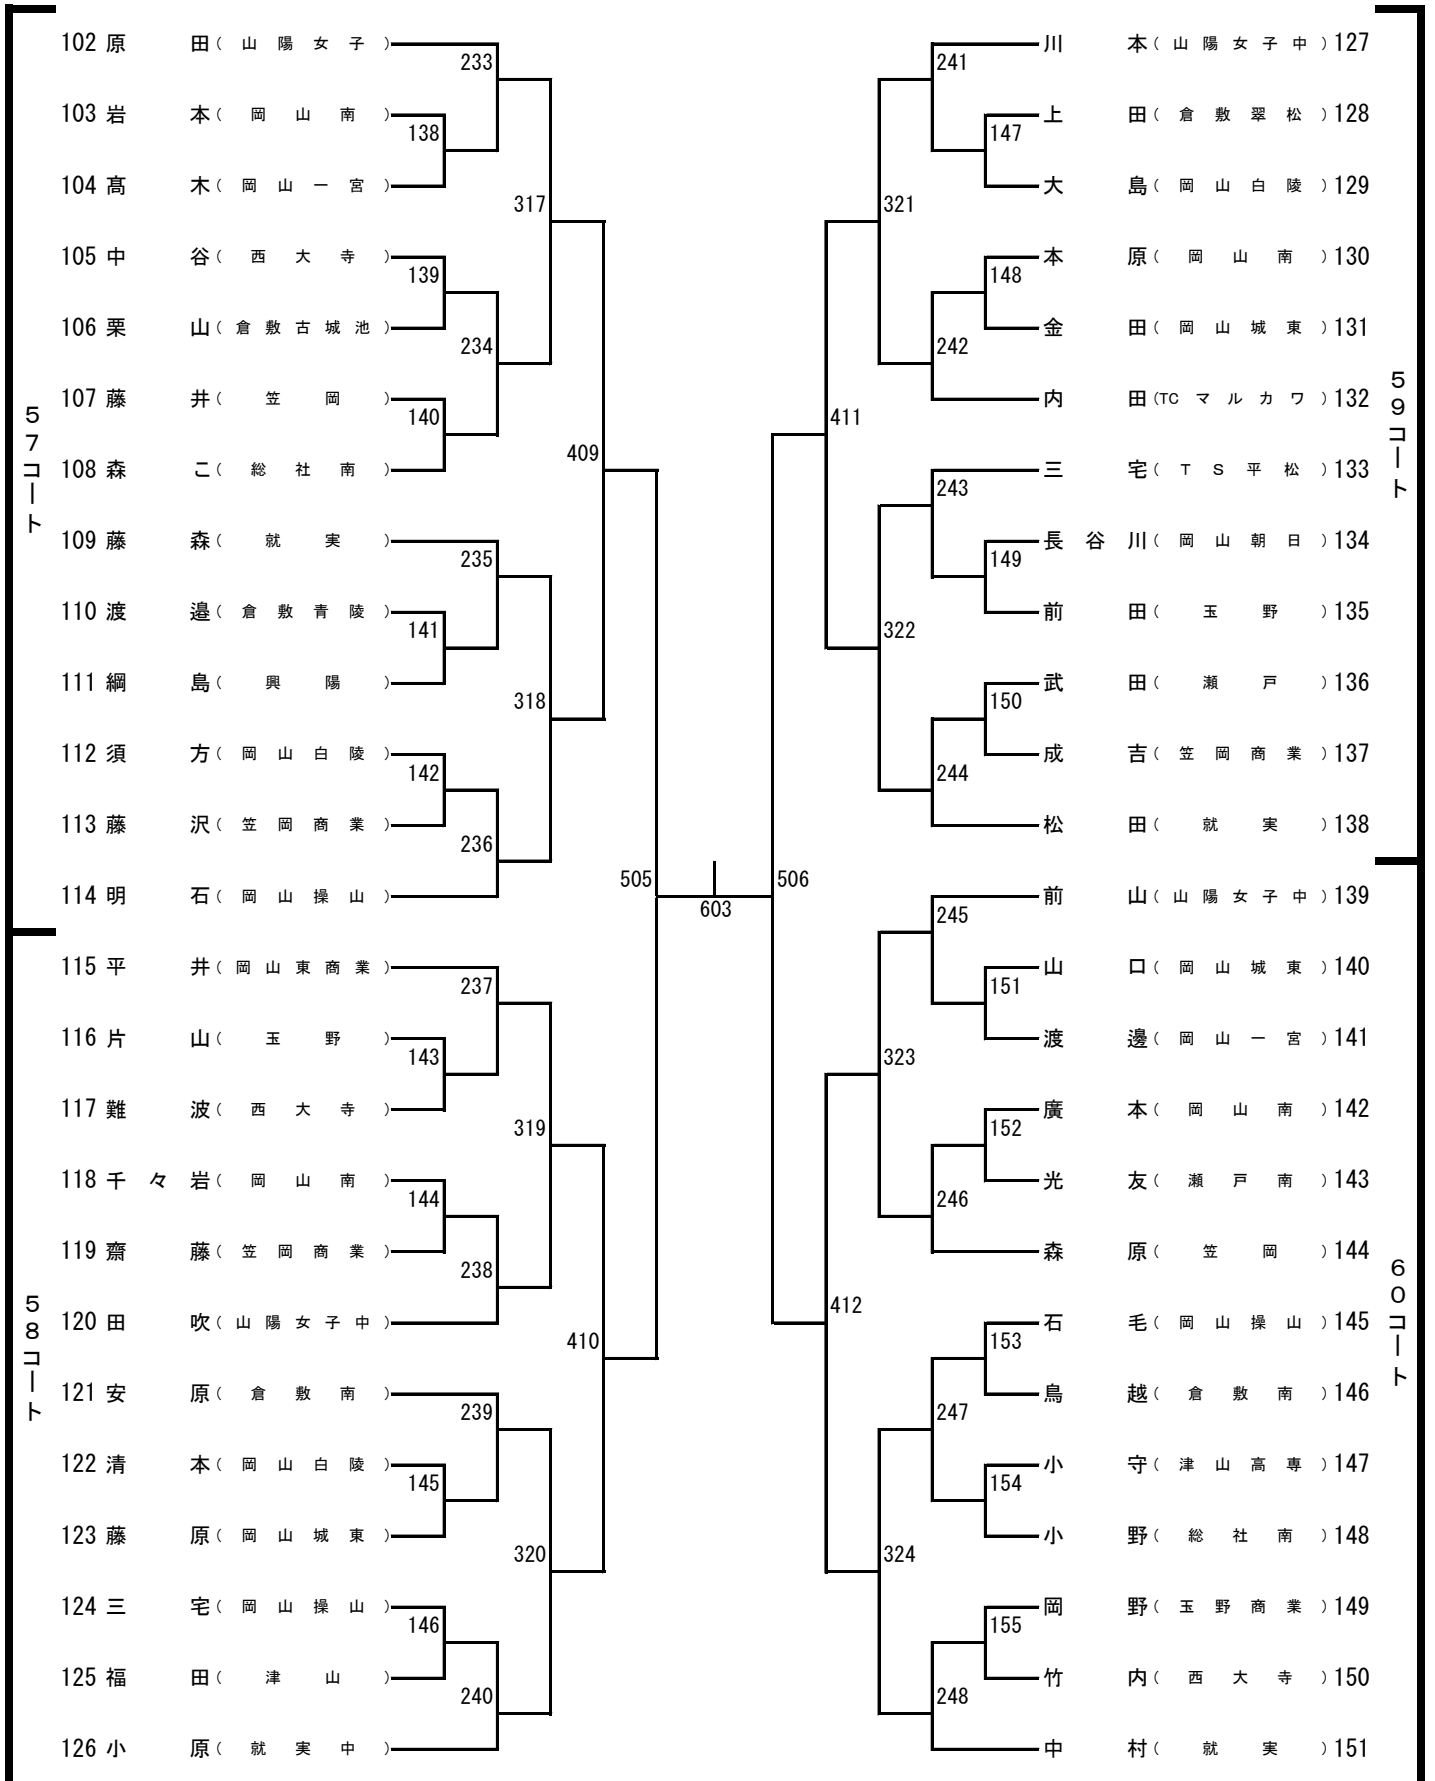 57コート
102 原 田 ( 山 陽 女 子 )
233
103 岩 本 ( 岡 山 南 )
138
104 髙 木 ( 岡 山 一 宮 )
317
105 中 谷 ( 西 大 寺 )
139
106 栗 山 ( 倉 敷 古 城 池 )
234
107 藤 井 ( 笠 岡 )
140
108 森 こ ( 総 社 南 )
409
109 藤 森 ( 就 実 )
235
110 渡 邉 ( 倉 敷 青 陵 )
141
111 綱 島 ( 興 陽 )
318
112 須 方 ( 岡 山 白 陵 )
142
113 藤 沢 ( 笠 岡 商 業 )
236
114 明 石 ( 岡 山 操 山 )
505
58コート
115 平 井 ( 岡 山 東 商 業 )
237
116 片 山 ( 玉 野 )
143
117 難 波 ( 西 大 寺 )
319
118 千 々 岩 ( 岡 山 南 )
144
119 齋 藤 ( 笠 岡 商 業 )
238
120 田 吹 ( 山 陽 女 子 中 )
410
121 安 原 ( 倉 敷 南 )
239
122 清 本 ( 岡 山 白 陵 )
145
123 藤 原 ( 岡 山 城 東 )
320
124 三 宅 ( 岡 山 操 山 )
146
125 福 田 ( 津 山 )
240
126 小 原 ( 就 実 中 )
603
59コート
川 本 ( 山 陽 女 子 中 ) 127
241
上 田 ( 倉 敷 翠 松 ) 128
147
大 島 ( 岡 山 白 陵 ) 129
321
本 原 ( 岡 山 南 ) 130
148
金 田 ( 岡 山 城 東 ) 131
242
内 田 (TC マ ル カ ワ ) 132
411
三 宅 ( T S 平 松 ) 133
243
長 谷 川 ( 岡 山 朝 日 ) 134
149
前 田 ( 玉 野 ) 135
322
武 田 ( 瀬 戸 ) 136
150
成 吉 ( 笠 岡 商 業 ) 137
244
松 田 ( 就 実 ) 138
506
60コート
前 山 ( 山 陽 女 子 中 ) 139
245
山 口 ( 岡 山 城 東 ) 140
151
渡 邊 ( 岡 山 一 宮 ) 141
323
廣 本 ( 岡 山 南 ) 142
152
光 友 ( 瀬 戸 南 ) 143
246
森 原 ( 笠 岡 ) 144
412
石 毛 ( 岡 山 操 山 ) 145
153
鳥 越 ( 倉 敷 南 ) 146
247
小 守 ( 津 山 高 専 ) 147
154
小 野 ( 総 社 南 ) 148
324
岡 野 ( 玉 野 商 業 ) 149
155
竹 内 ( 西 大 寺 ) 150
248
中 村 ( 就 実 ) 151